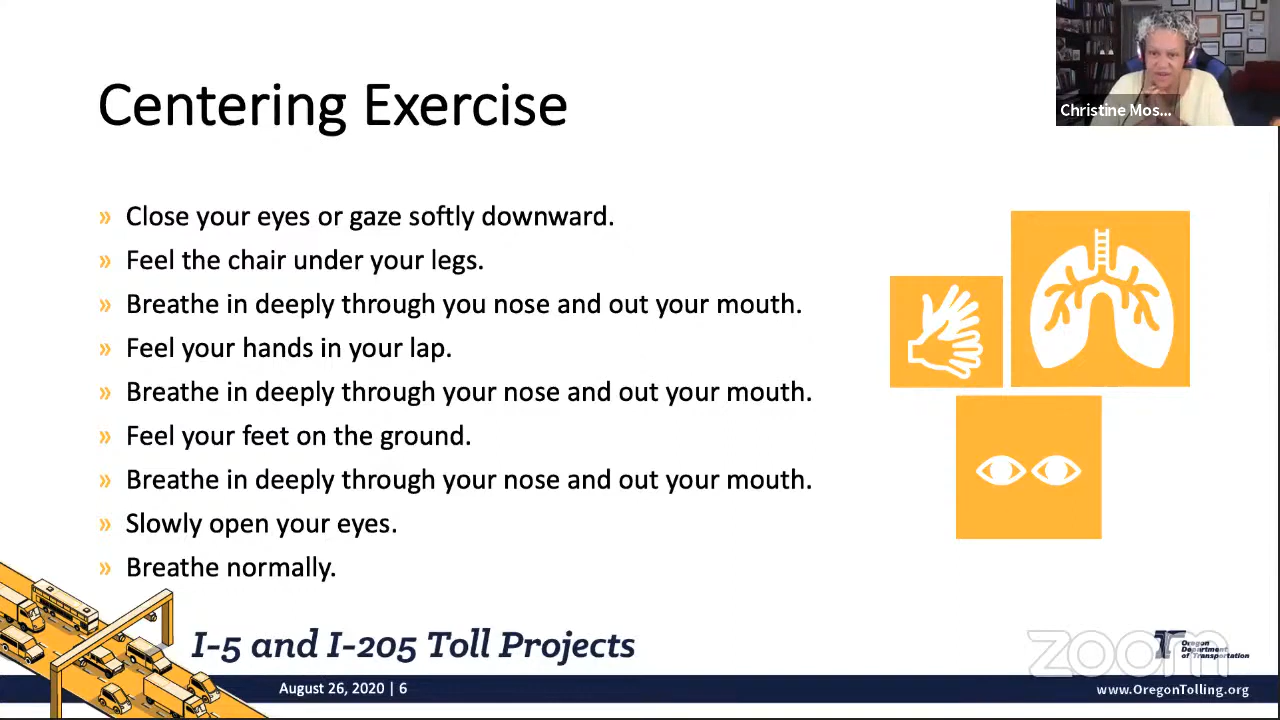 Centering Exercise
Christine Mos...
» Close your eyes or gaze softly downward.
» Feel the chair under your legs.
» Breathe in deeply through you nose and out your mouth.
» Feel your hands in your lap.
» Breathe in deeply through your nose and out your mouth.
» Feel your feet on the ground.
» Breathe in deeply through your nose and out your mouth.
» Slowly open your eyes.
» Breathe normally.
I-5 and I-205 Toll Projects
zoom
Oregon
Department
of Transportation
August 26, 2020 | 6
www.OregonTolling.org